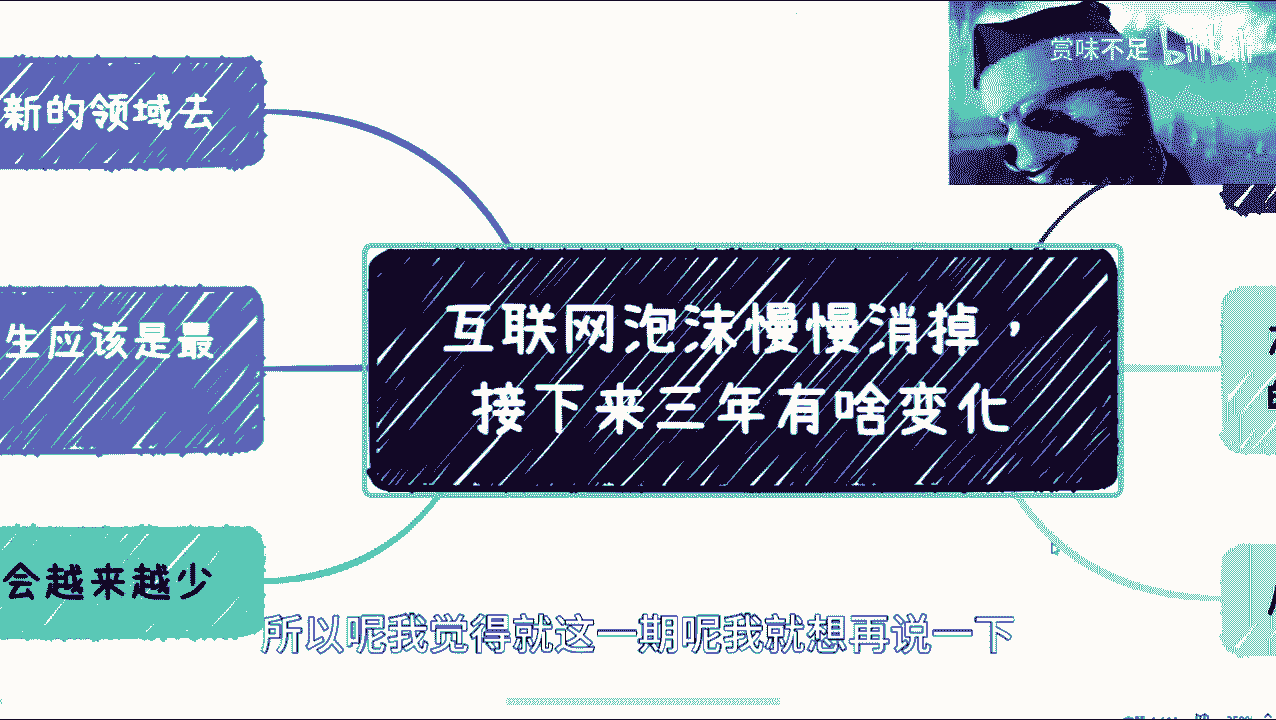 赏味不足 bilibili
新的领域去
互联网泡沫慢慢消掉，
接下来三年有啥变化
生应该是最
会越来越少
所以呢我觉得就这一期呢我就想再说一下